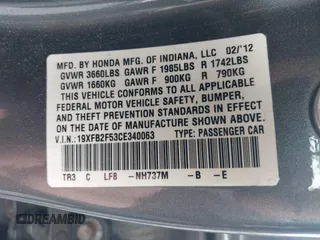 MFD. BY HONDA MFG. OF INDIANA, LLC 02/'12
GVWR 3660LBS GAWR F 1985LBS R 1742LBS
GVWR 1660KG GAWR F 900KG R 790KG
THIS VEHICLE CONFORMS TO ALL APPLICABLE
FEDERAL MOTOR VEHICLE SAFETY, BUMPER,
AND THEFT PREVENTION STANDARDS IN EFFECT
ON THE DATE OF MANUFACTURE SHOWN ABOVE.
V.I.N.: 19XFB2F53CE340063 TYPE: PASSENGER CAR
TR3 C LFB -NH737M -B -E
DREAMBID